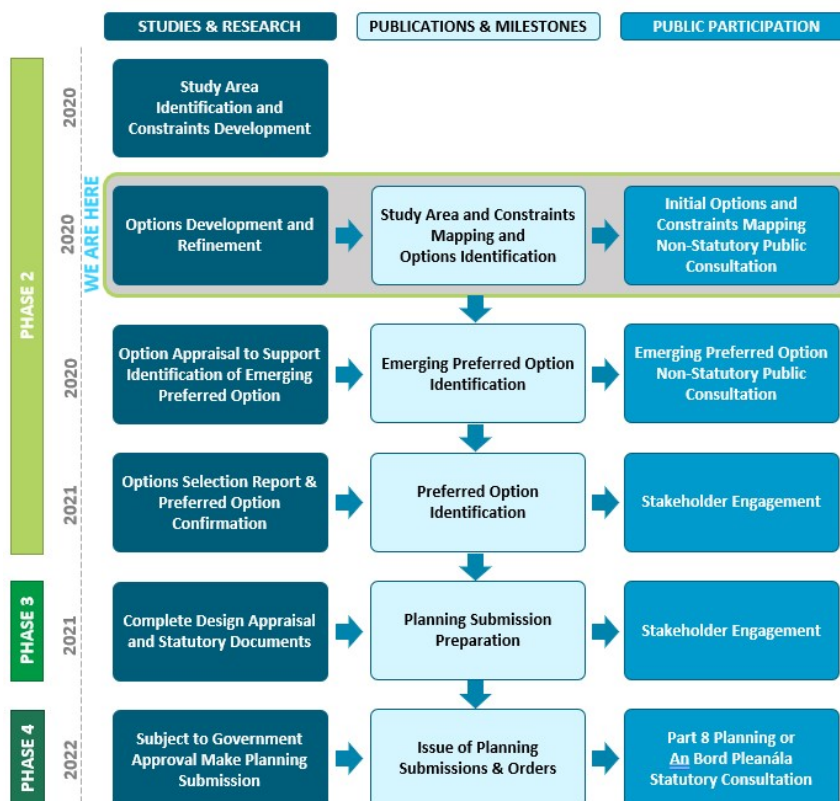 STUDIES & RESEARCH
PUBLICATIONS & MILESTONES
PUBLIC PARTICIPATION
PHASE 2
2020
Study Area
Identification and
Constraints Development
WE ARE HERE
2020
Options Development and
Refinement
Study Area and Constraints
Mapping and
Options Identification
Initial Options and
Constraints Mapping
Non-Statutory Public
Consultation
2020
Option Appraisal to Support
Identification of Emerging
Preferred Option
Emerging Preferred Option
Identification
Emerging Preferred Option
Non-Statutory Public
Consultation
2021
Options Selection Report &
Preferred Option
Confirmation
Preferred Option
Identification
Stakeholder Engagement
PHASE 3
2021
Complete Design Appraisal
and Statutory Documents
Planning Submission
Preparation
Stakeholder Engagement
PHASE 4
2022
Subject to Government
Approval Make Planning
Submission
Issue of Planning
Submissions & Orders
Part 8 Planning or
An Bord Pleanála
Statutory Consultation